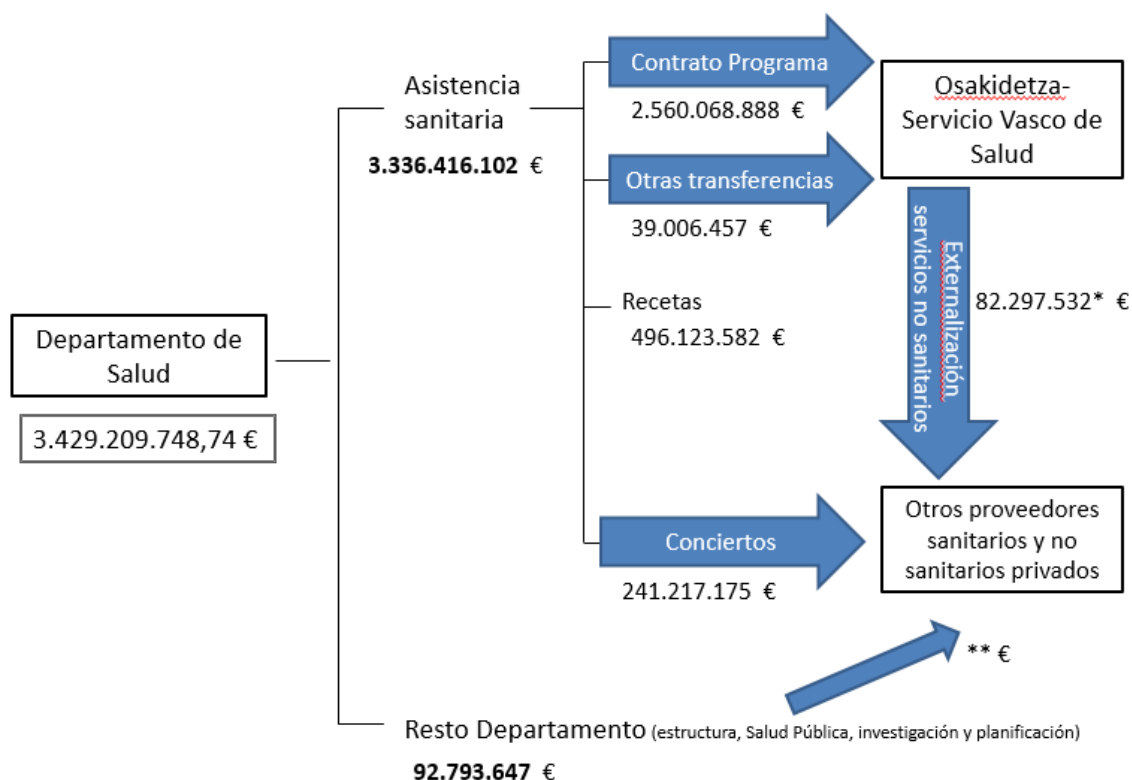 Contrato Programa
2.560.068.888 €
Asistencia
sanitaria
3.336.416.102 €
Otras transferencias
39.006.457 €
Osakidetza-
Servicio Vasco de
Salud
Externalización
servicios no sanitarios
82.297.532* €
Recetas
496.123.582 €
Departamento de
Salud
3.429.209.748,74 €
Conciertos
241.217.175 €
Otros proveedores
sanitarios y no
sanitarios privados
** €
Resto Departamento (estructura, Salud Pública, investigación y planificación)
92.793.647 €